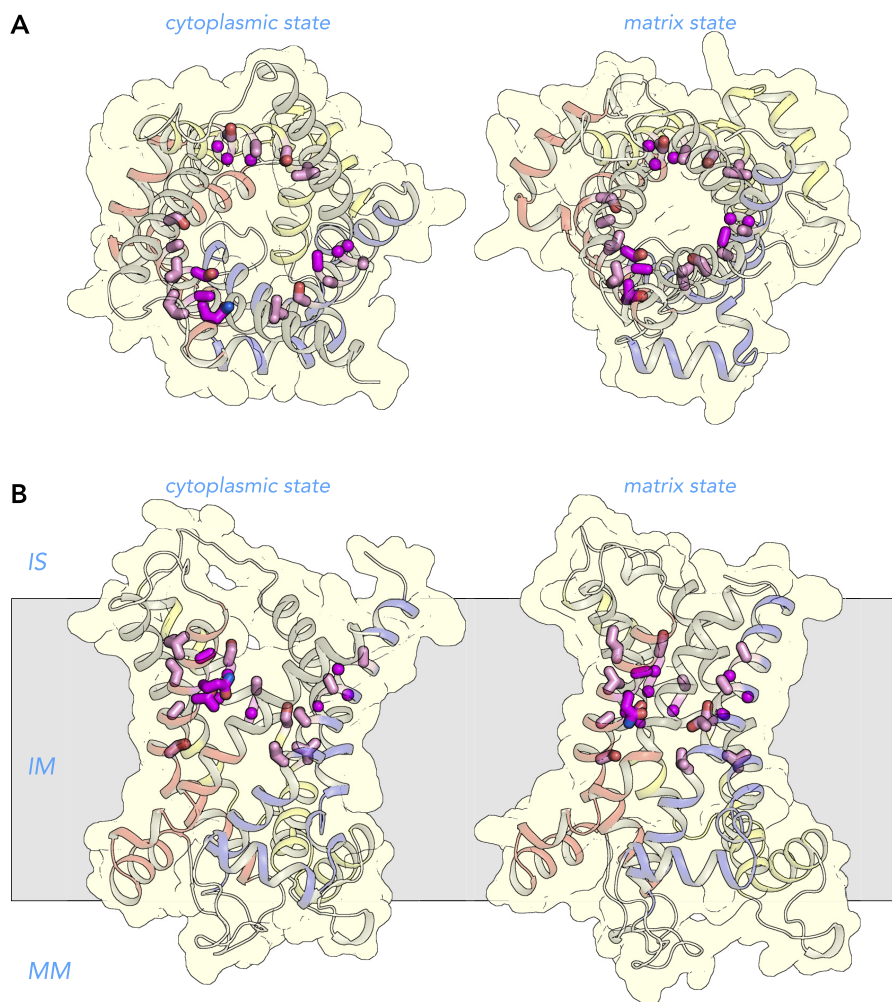 A
cytoplasmic state
matrix state
B
cytoplasmic state
matrix state
IS
IM
MM